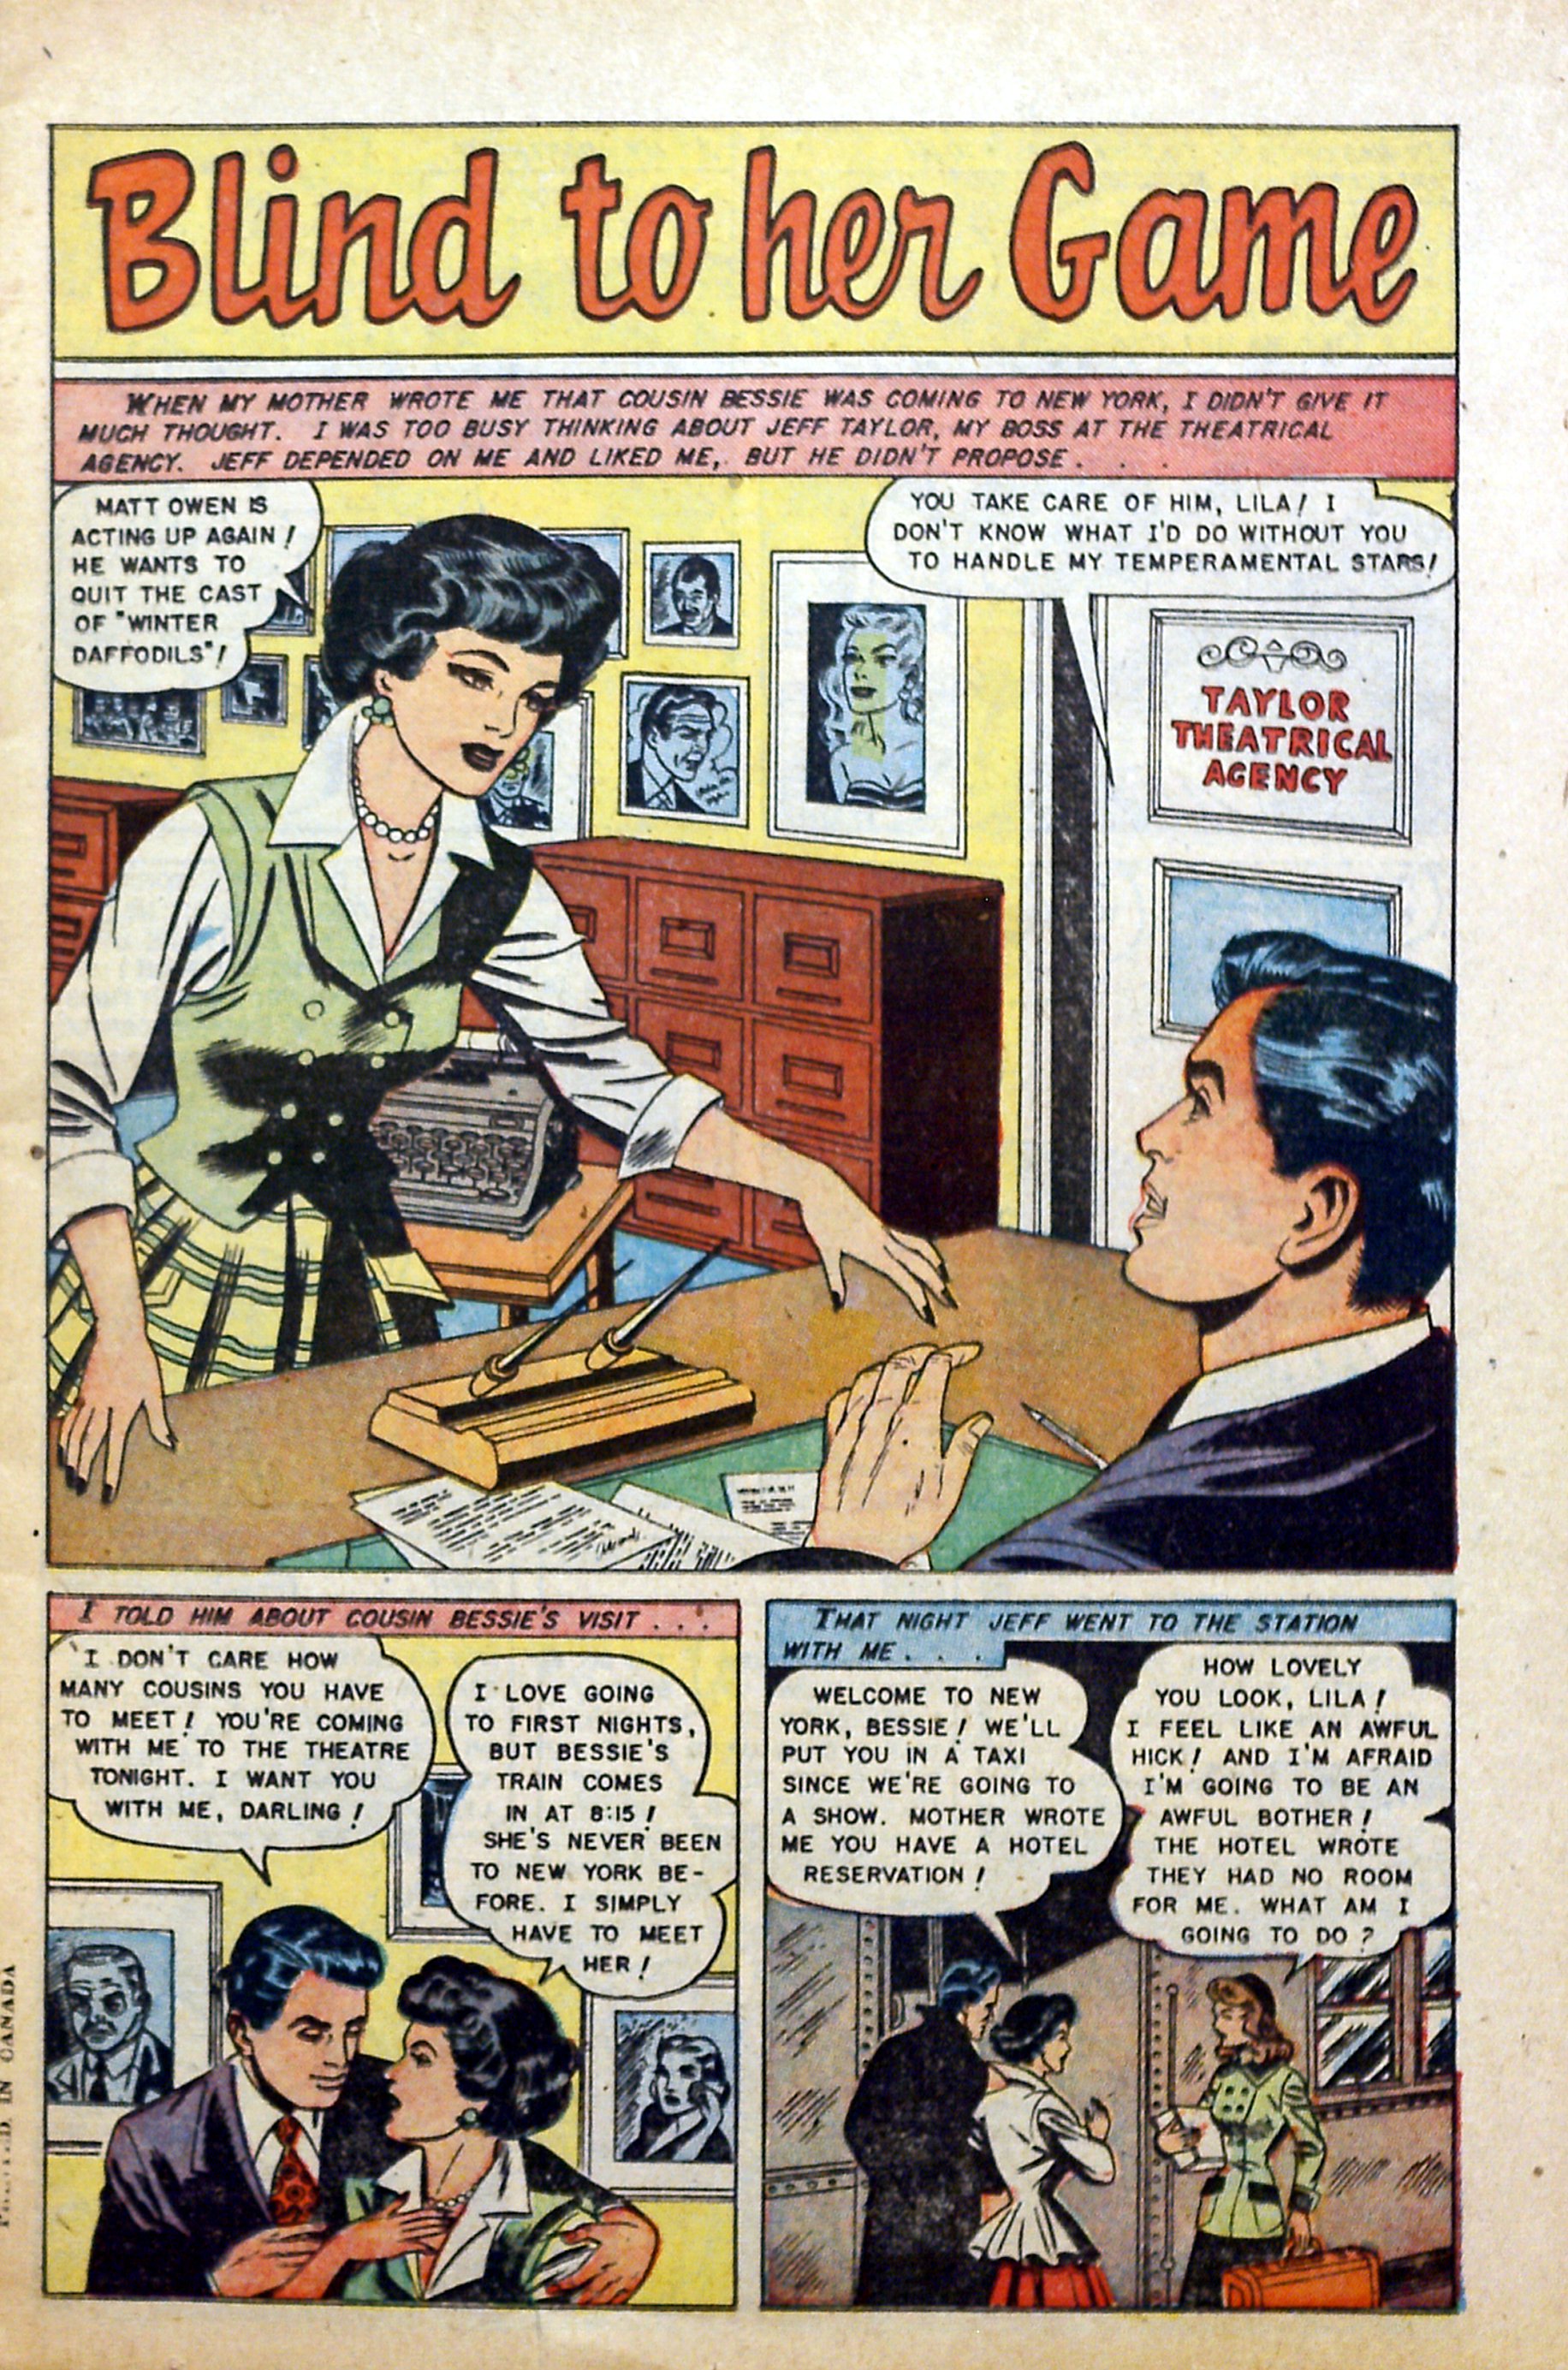 Blind to her Game
WHEN MY MOTHER WROTE ME THAT COUSIN BESSIE WAS COMING TO NEW YORK, I DIDN'T GIVE IT
MUCH THOUGHT. I WAS TOO BUSY THINKING ABOUT JEFF TAYLOR, MY BOSS AT THE THEATRICAL
AGENCY. JEFF DEPENDED ON ME AND LIKED ME, BUT HE DIDN'T PROPOSE . . .
MATT OWEN IS
ACTING UP AGAIN!
HE WANTS TO
QUIT THE CAST
OF "WINTER
DAFFODILS"!
YOU TAKE CARE OF HIM, LILA! I
DON'T KNOW WHAT I'D DO WITHOUT YOU
TO HANDLE MY TEMPERAMENTAL STARS!
TAYLOR
THEATRICAL
AGENCY
I TOLD HIM ABOUT COUSIN BESSIE'S VISIT . . .
I DON'T CARE HOW
MANY COUSINS YOU HAVE
TO MEET! YOU'RE COMING
WITH ME TO THE THEATRE
TONIGHT. I WANT YOU
WITH ME, DARLING!
I LOVE GOING
TO FIRST NIGHTS,
BUT BESSIE'S
TRAIN COMES
IN AT 8:15!
SHE'S NEVER BEEN
TO NEW YORK BE-
FORE. I SIMPLY
HAVE TO MEET
HER!
THAT NIGHT JEFF WENT TO THE STATION
WITH ME . . .
WELCOME TO NEW
YORK, BESSIE! WE'LL
PUT YOU IN A TAXI
SINCE WE'RE GOING TO
A SHOW. MOTHER WROTE
ME YOU HAVE A HOTEL
RESERVATION!
HOW LOVELY
YOU LOOK, LILA!
I FEEL LIKE AN AWFUL
HICK! AND I'M AFRAID
I'M GOING TO BE AN
AWFUL BOTHER!
THE HOTEL WROTE
THEY HAD NO ROOM
FOR ME. WHAT AM I
GOING TO DO?
PRINTED IN CANADA